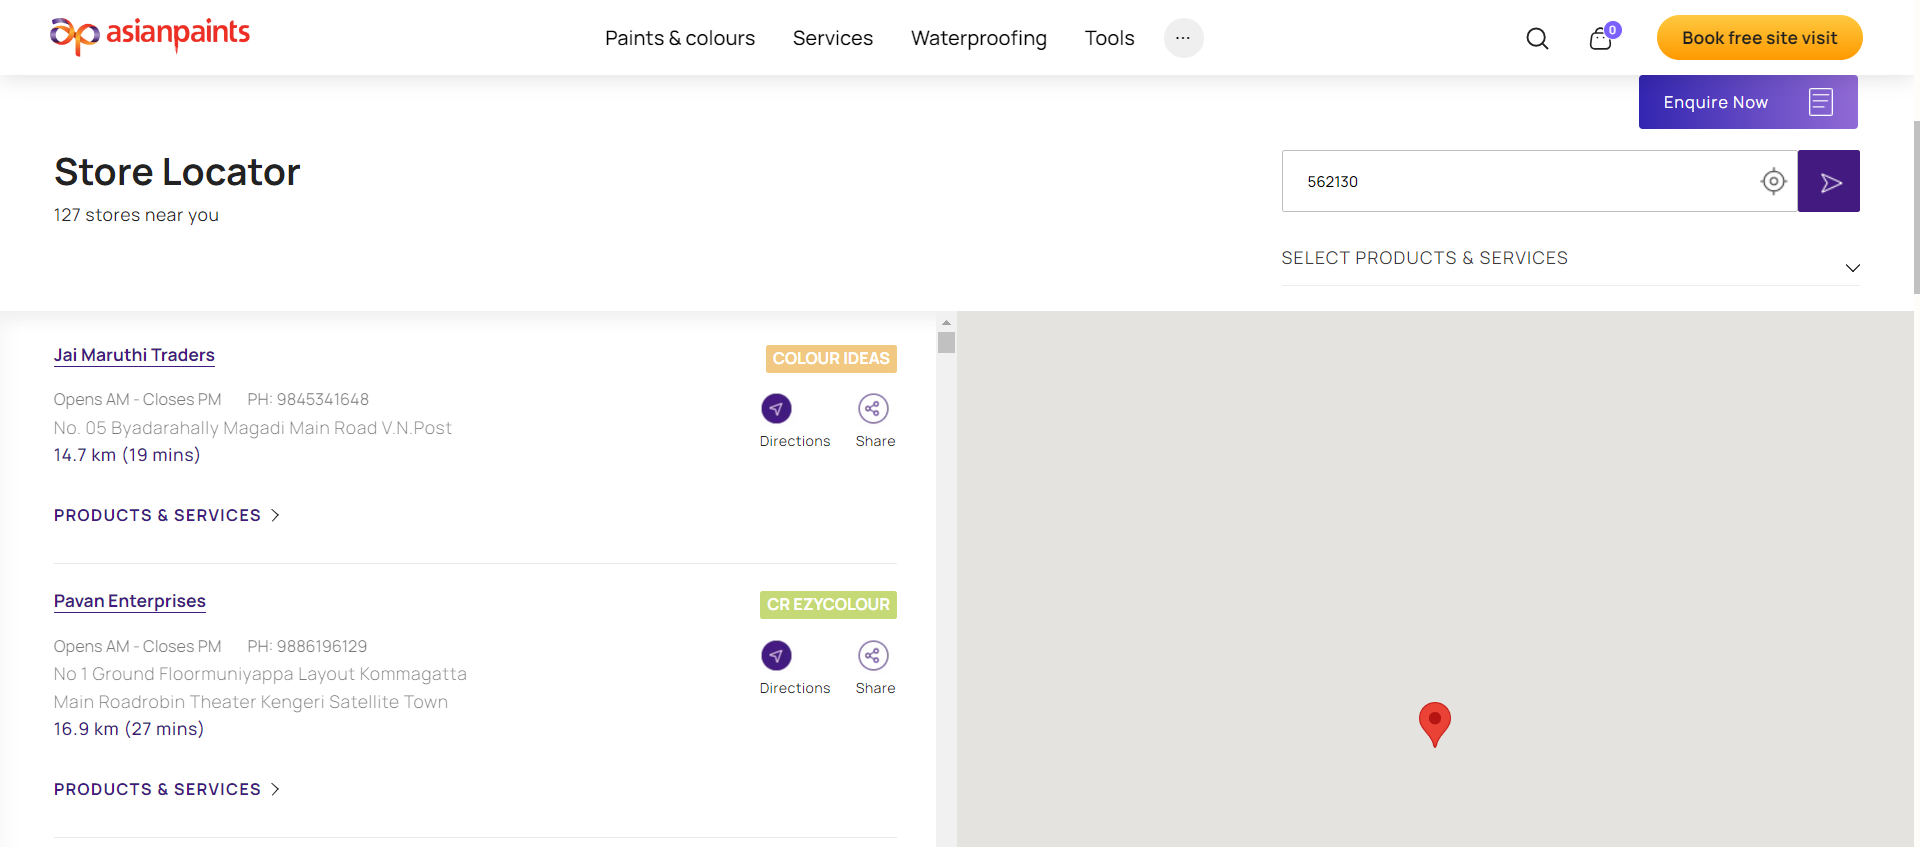 asianpaints
Paints & colours
Services
Waterproofing
Tools
...
0
Book free site visit
Enquire Now
Store Locator
127 stores near you
562130
SELECT PRODUCTS & SERVICES
Jai Maruthi Traders
COLOUR IDEAS
Opens AM - Closes PM PH: 9845341648
No. 05 Byadarahally Magadi Main Road V.N.Post
14.7 km (19 mins)
Directions
Share
PRODUCTS & SERVICES
Pavan Enterprises
CR EZYCOLOUR
Opens AM - Closes PM PH: 9886196129
No 1 Ground Floormuniyappa Layout Kommagatta
Main Roadrobin Theater Kengeri Satellite Town
16.9 km (27 mins)
Directions
Share
PRODUCTS & SERVICES